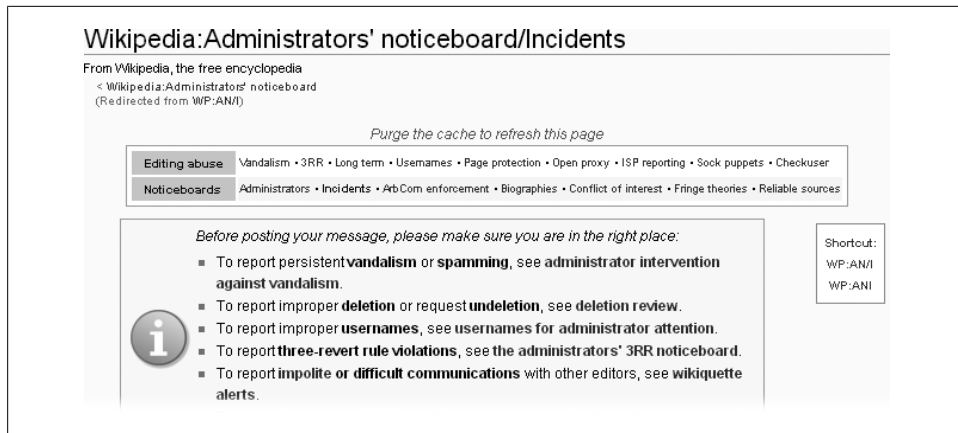 Wikipedia:Administrators' noticeboard/Incidents
From Wikipedia, the free encyclopedia
< Wikipedia:Administrators' noticeboard
(Redirected from WP:AN/I)
Purge the cache to refresh this page
Editing abuse Vandalism • 3RR • Long term • Usernames • Page protection • Open proxy • ISP reporting • Sock puppets • Checkuser
Noticeboards Administrators • Incidents • ArbCom enforcement • Biographies • Conflict of interest • Fringe theories • Reliable sources
Before posting your message, please make sure you are in the right place:
■ To report persistent vandalism or spamming, see administrator intervention
against vandalism.
■ To report improper deletion or request undeletion, see deletion review.
■ To report improper usernames, see usernames for administrator attention.
■ To report three-revert rule violations, see the administrators' 3RR noticeboard.
■ To report impolite or difficult communications with other editors, see wikiquette
alerts.
Shortcut:
WP:AN/I
WP:ANI